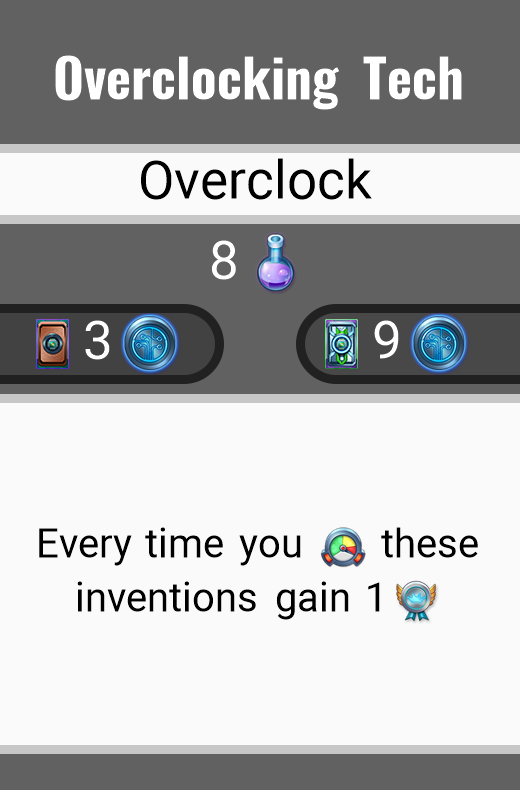 Overclocking Tech
Overclock
8
3 9
Every time you these
inventions gain 1